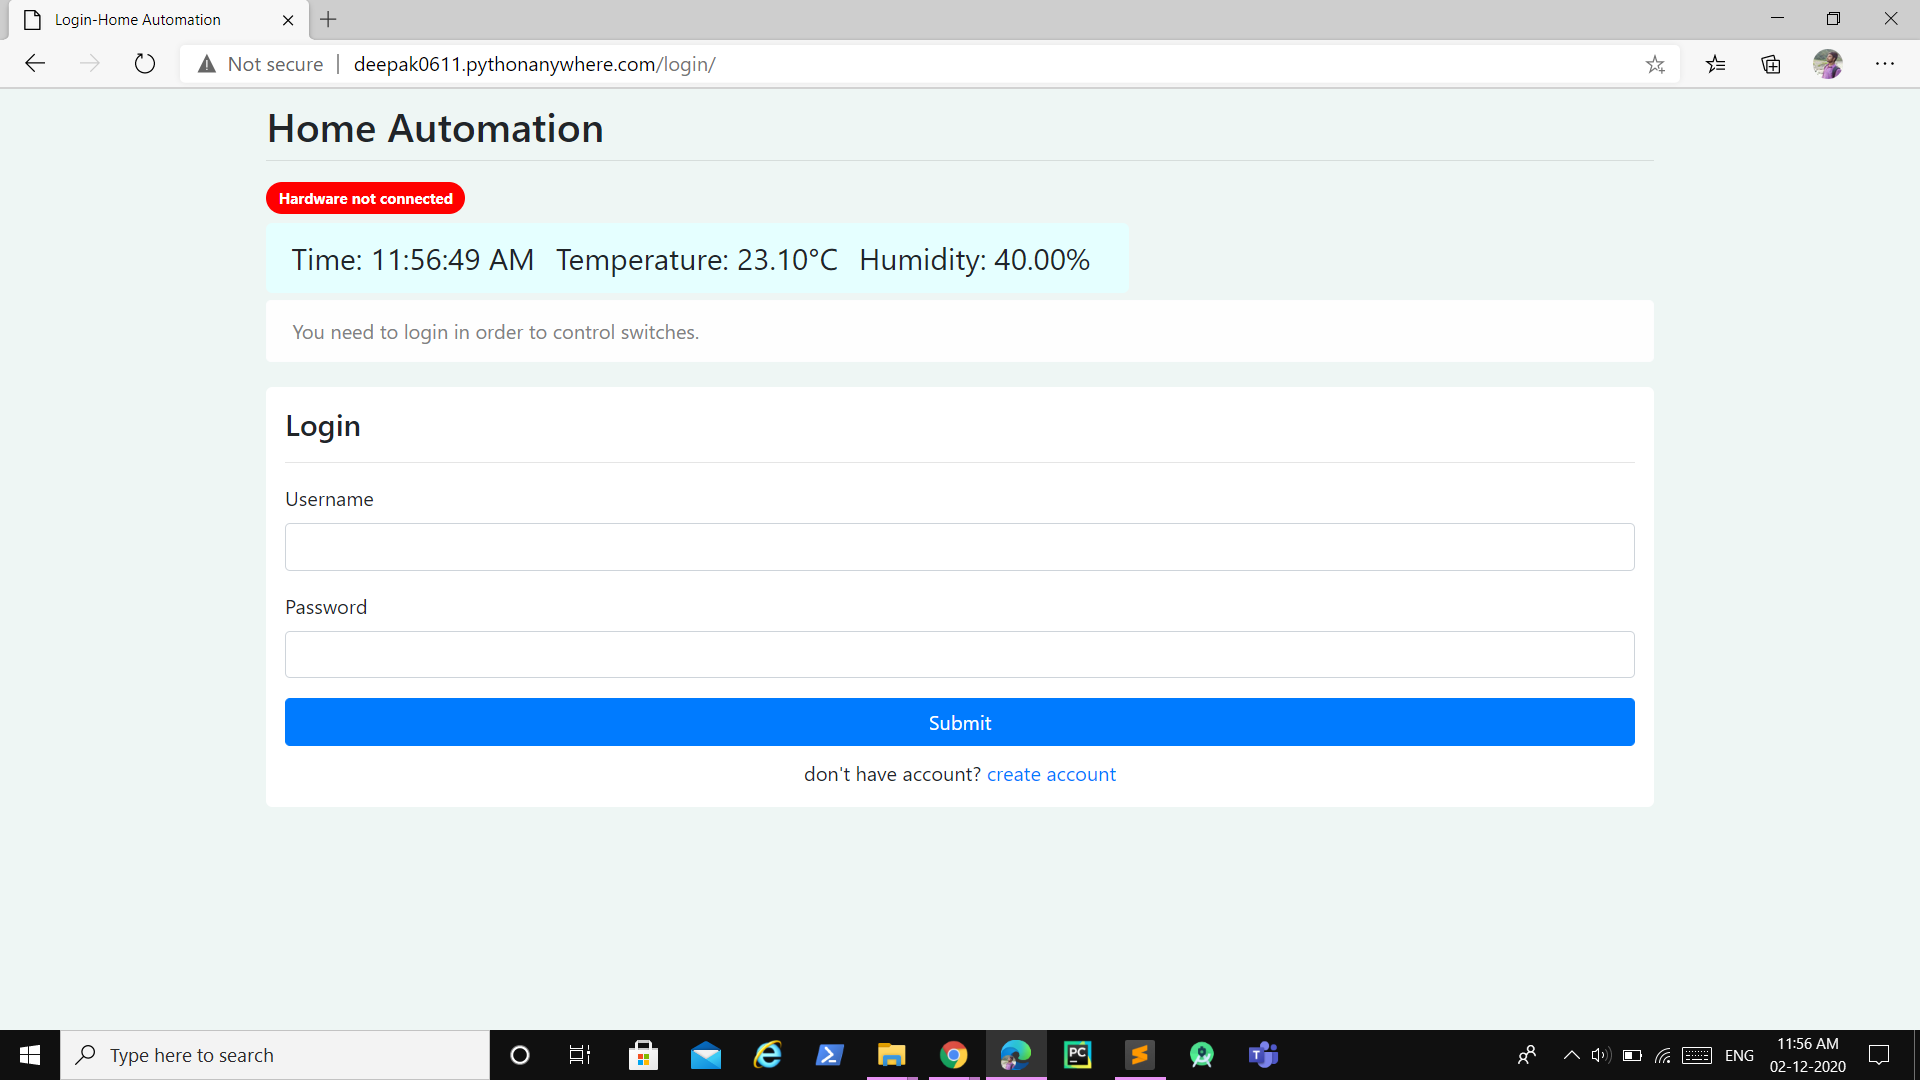 Login-Home Automation
Not secure | deepak0611.pythonanywhere.com/login/
Home Automation
Hardware not connected
Time: 11:56:49 AM Temperature: 23.10°C Humidity: 40.00%
You need to login in order to control switches.
Login
Username
Password
Submit
don't have account? create account
Type here to search
PC
T
ENG
11:56 AM
02-12-2020